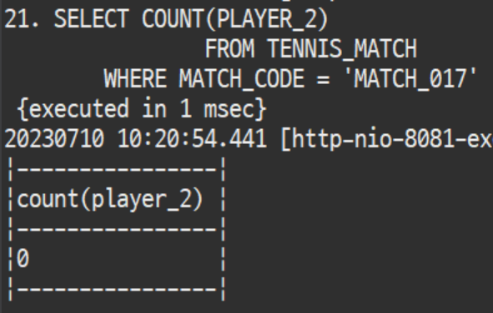 21. SELECT COUNT(PLAYER_2)
FROM TENNIS_MATCH
WHERE MATCH_CODE = 'MATCH_017'
{executed in 1 msec}
20230710 10:20:54.441 [http-nio-8081-ex
|----------------|
|count(player_2) |
|----------------|
|0               |
|----------------|